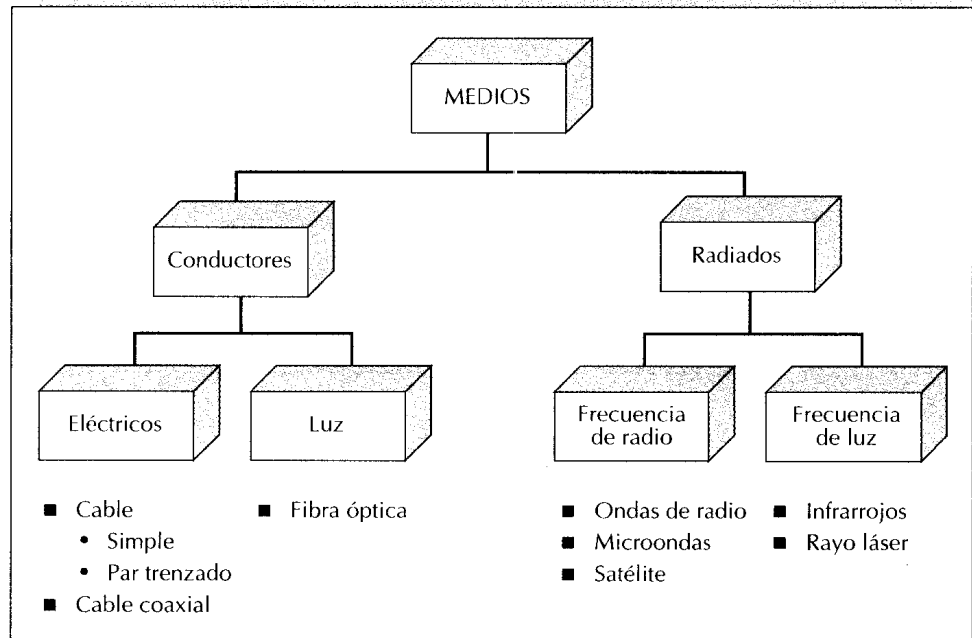 MEDIOS
Conductores
Radiados
Eléctricos
Luz
Frecuencia
de radio
Frecuencia
de luz
■ Cable
• Simple
• Par trenzado
■ Cable coaxial
■ Fibra óptica
■ Ondas de radio
■ Microondas
■ Satélite
■ Infrarrojos
■ Rayo láser